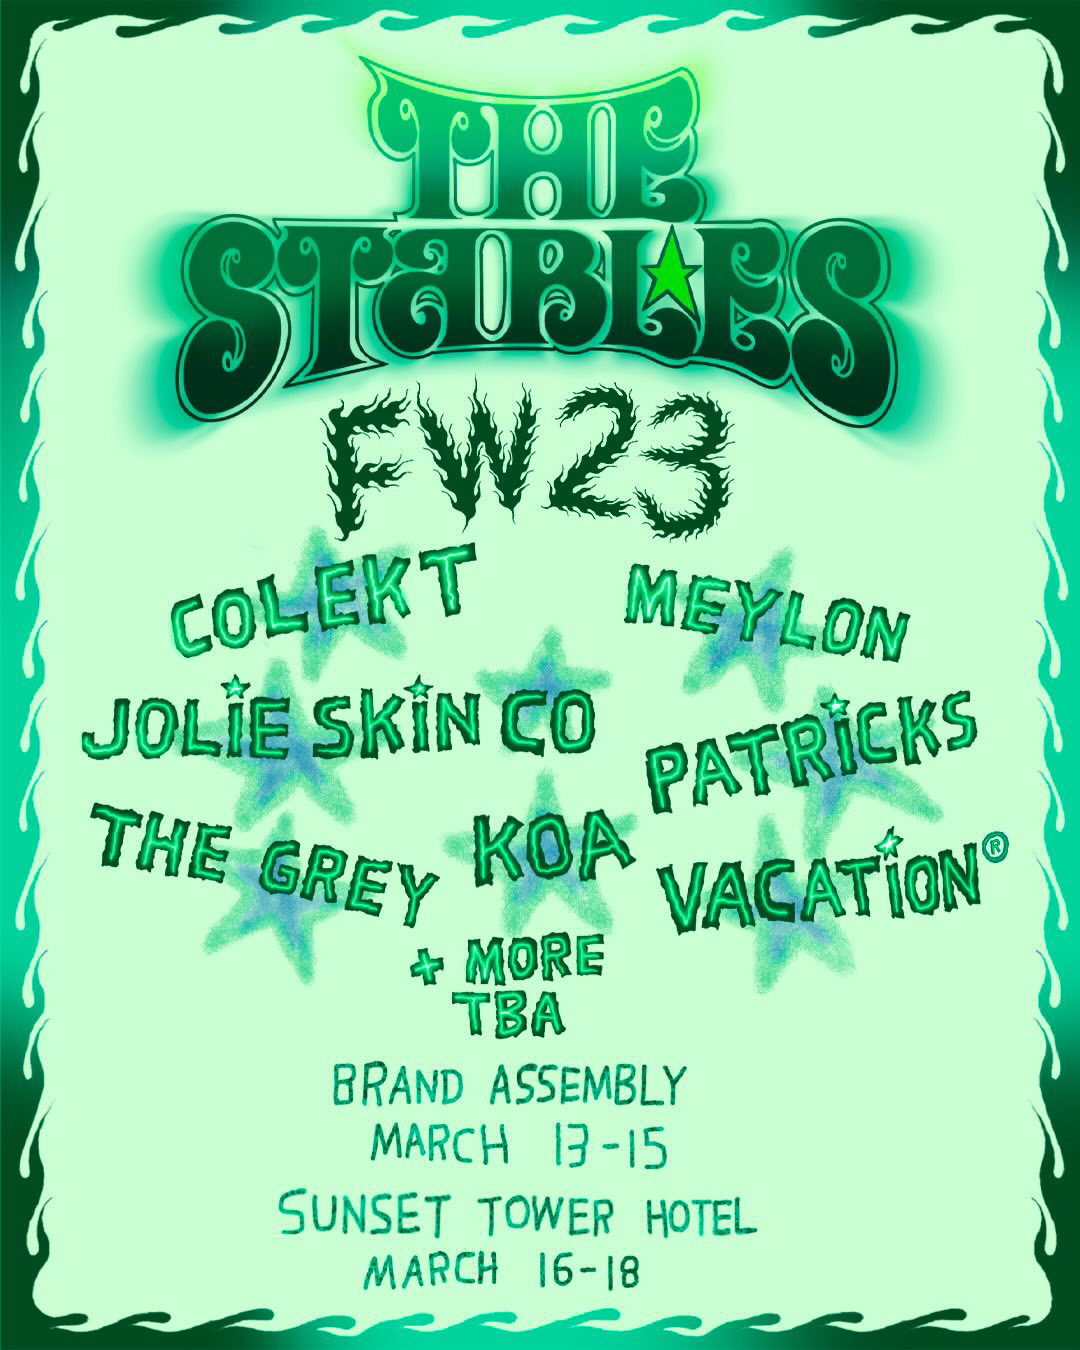 THE
STaBLES
FW23
COLEKT MEYLON
JOLiE SKiN CO PATRiCKS
THE GREY KOA VACATiON®
+ MORE
TBA
BRAND ASSEMBLY
MARCH 13-15
SUNSET TOWER HOTEL
MARCH 16-18